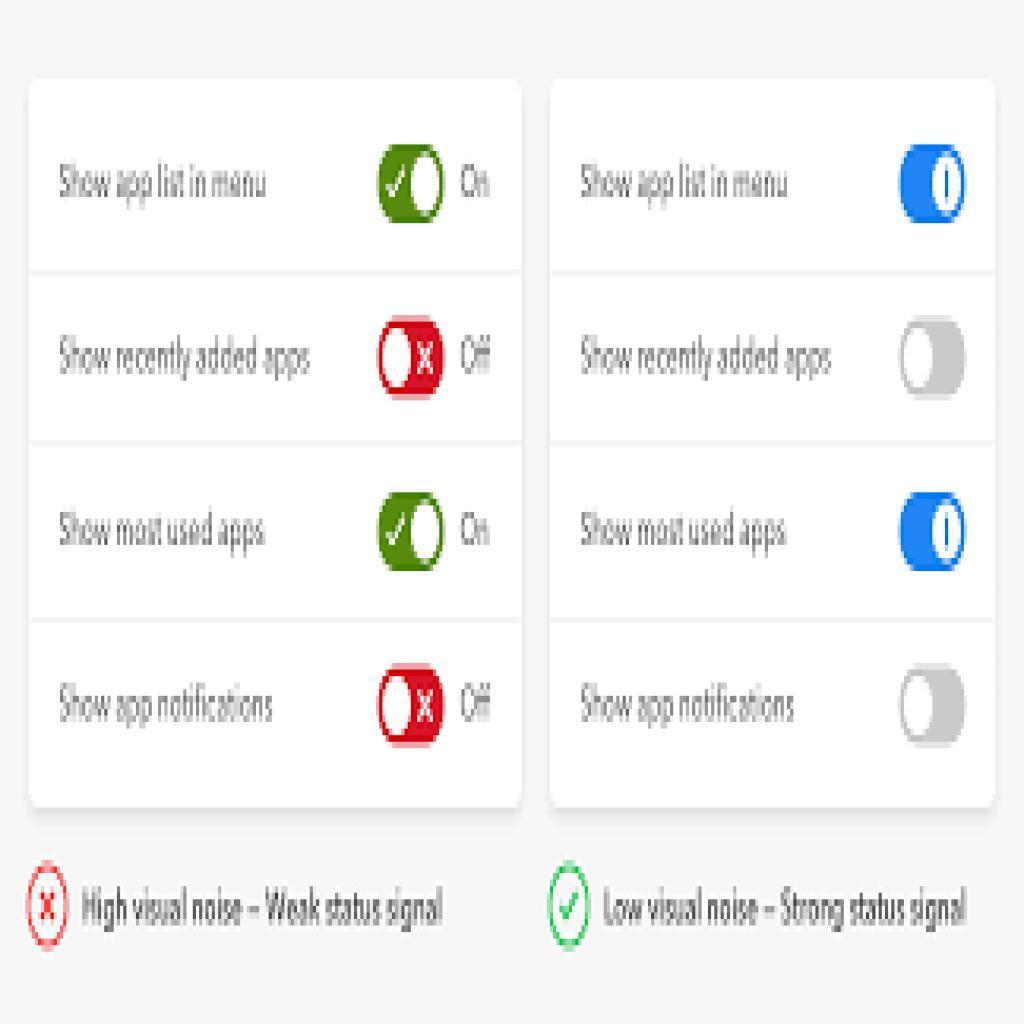 Show app list in menu On
Show recently added apps Off
Show most used apps On
Show app notifications Off
High visual noise – Weak status signal
Show app list in menu
Show recently added apps
Show most used apps
Show app notifications
Low visual noise – Strong status signal